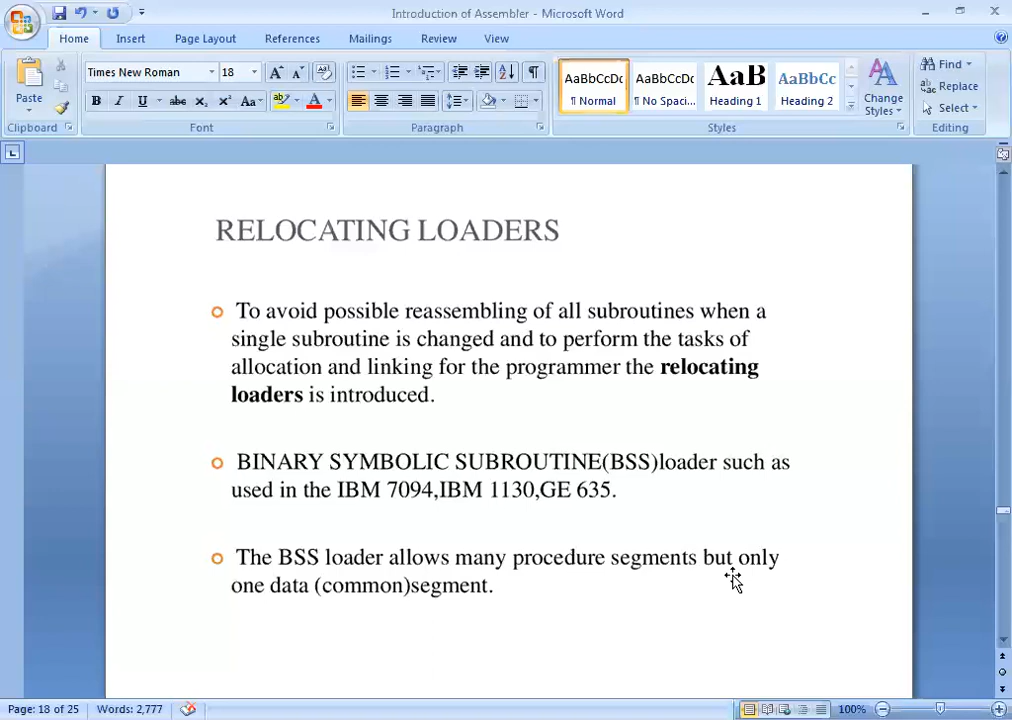 Introduction of Assembler - Microsoft Word
Home Insert Page Layout References Mailings Review View
Paste
Times New Roman 18
B I U abc X₂ X² Aa A
AaBbCcDc AaBbCcDc AaB AaBbCc
¶ Normal ¶ No Spaci... Heading 1 Heading 2
Change Styles
Find
Replace
Select
Clipboard Font Paragraph Styles Editing
RELOCATING LOADERS
To avoid possible reassembling of all subroutines when a
single subroutine is changed and to perform the tasks of
allocation and linking for the programmer the relocating
loaders is introduced.
BINARY SYMBOLIC SUBROUTINE(BSS)loader such as
used in the IBM 7094,IBM 1130,GE 635.
The BSS loader allows many procedure segments but only
one data (common)segment.
Page: 18 of 25 Words: 2,777 100%